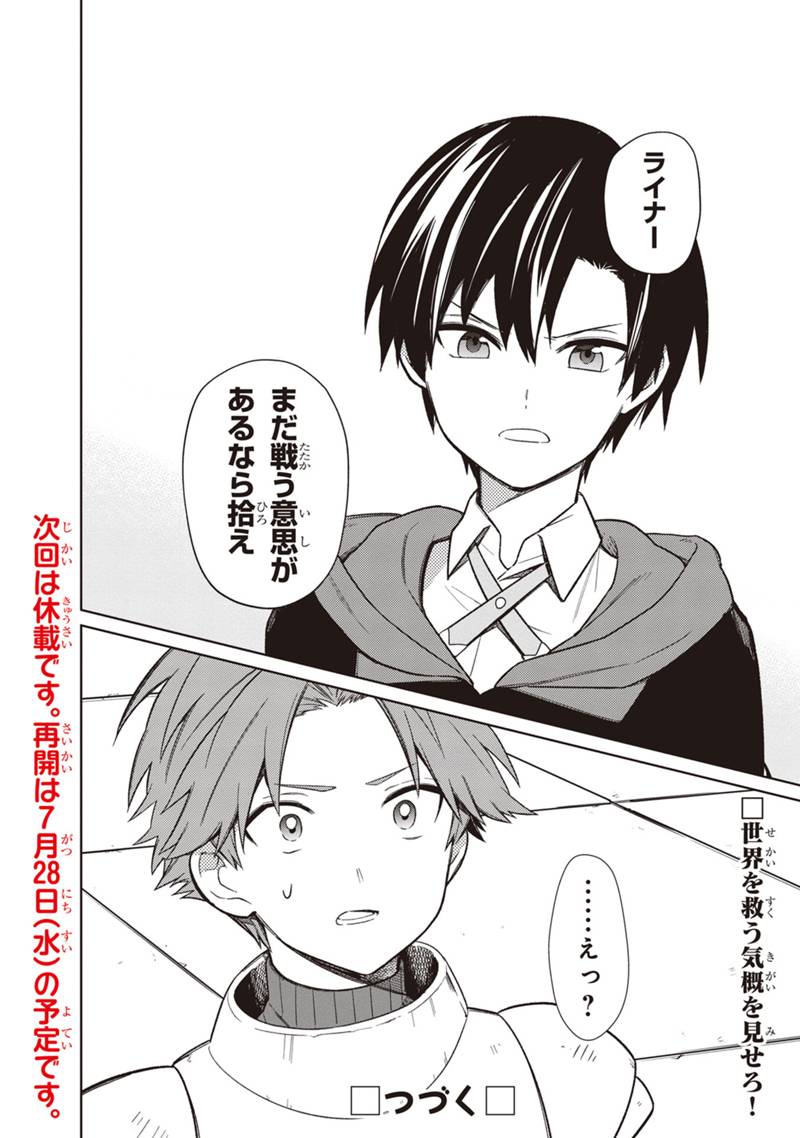 ライナー
まだ戦う意思が
あるなら拾え
……えっ？
□世界を救う気概を見せろ！
□つづく□
次回は休載です。再開は7月28日（水）の予定です。